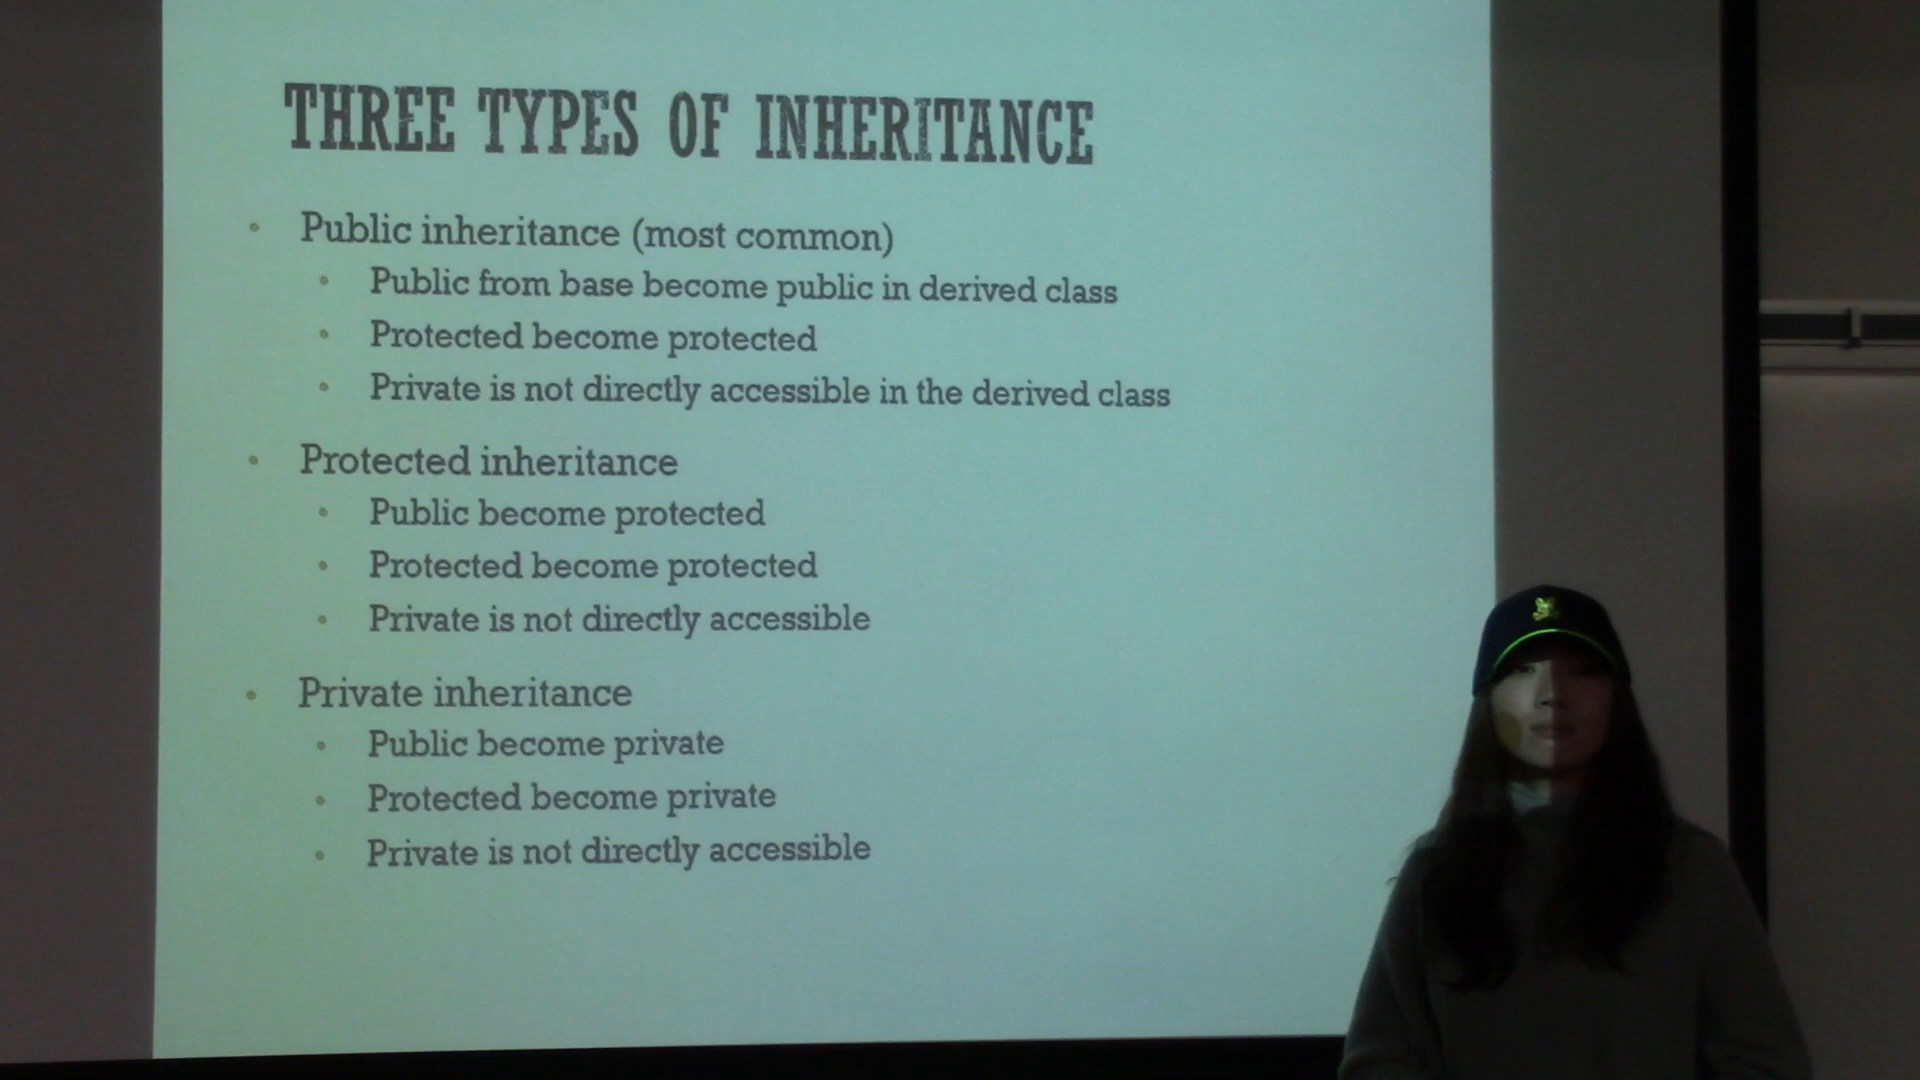 THREE TYPES OF INHERITANCE
• Public inheritance (most common)
• Public from base become public in derived class
• Protected become protected
• Private is not directly accessible in the derived class
• Protected inheritance
• Public become protected
• Protected become protected
• Private is not directly accessible
• Private inheritance
• Public become private
• Protected become private
• Private is not directly accessible